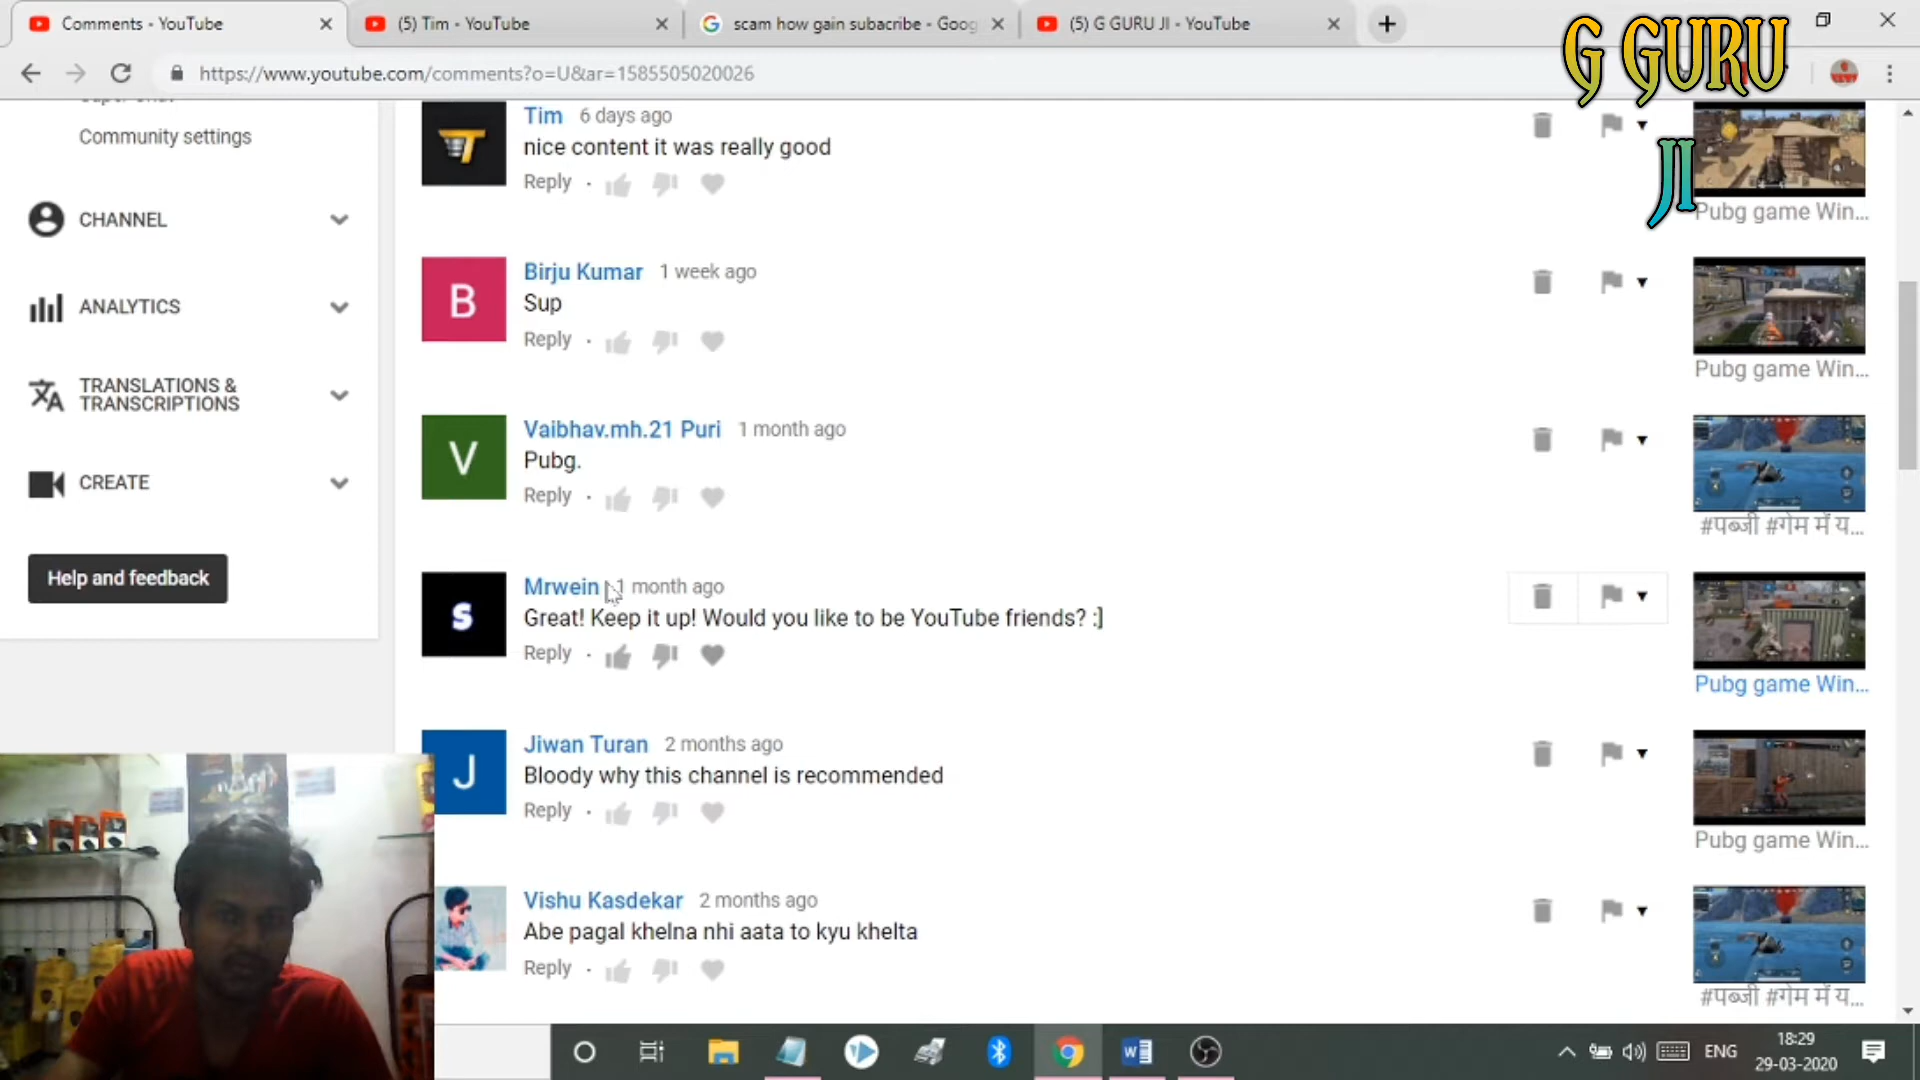 Comments - YouTube
(5) Tim - YouTube
scam how gain subacribe - Goog
(5) G GURU JI - YouTube
https://www.youtube.com/comments?o=U&ar=1585505020026
G GURU
JI
Community settings
CHANNEL
ANALYTICS
TRANSLATIONS &
TRANSCRIPTIONS
CREATE
Help and feedback
Tim 6 days ago
nice content it was really good
Reply
Pubg game Win...
Birju Kumar 1 week ago
B
Sup
Reply
Pubg game Win...
Vaibhav.mh.21 Puri 1 month ago
V
Pubg.
Reply
#पब्जी #गेम में य...
Mrwein 1 month ago
S
Great! Keep it up! Would you like to be YouTube friends? :]
Reply
Pubg game Win...
Jiwan Turan 2 months ago
J
Bloody why this channel is recommended
Reply
Pubg game Win...
Vishu Kasdekar 2 months ago
Abe pagal khelna nhi aata to kyu khelta
Reply
#पब्जी #गेम में य...
ENG
18:29
29-03-2020